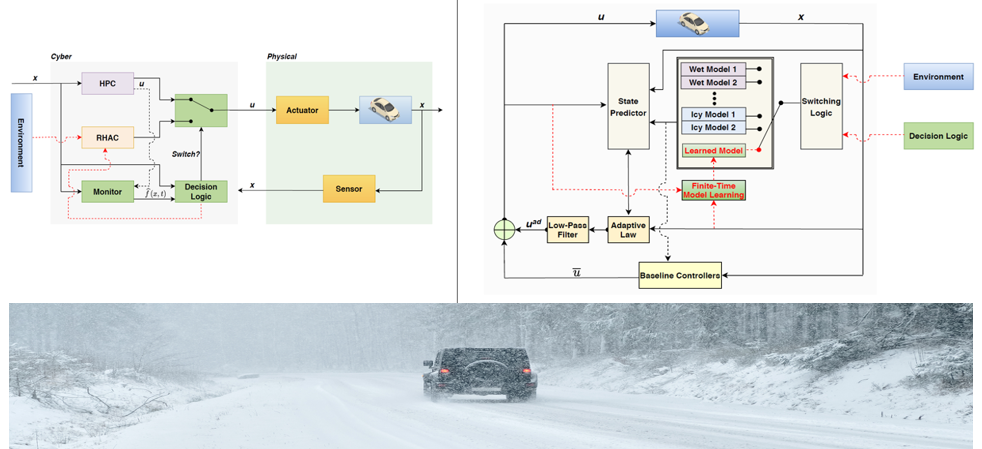 Cyber
Physical
x
HPC
u
Environment
RHAC
Switch?
Monitor
f(x,t)
Decision
Logic
u
Actuator
x
x
Sensor
u
x
State
Predictor
Wet Model 1
Wet Model 2
Icy Model 1
Icy Model 2
Learned Model
Switching
Logic
Environment
Decision Logic
Finite-Time
Model Learning
u^ad
Low-Pass
Filter
Adaptive
Law
u̅
Baseline Controllers